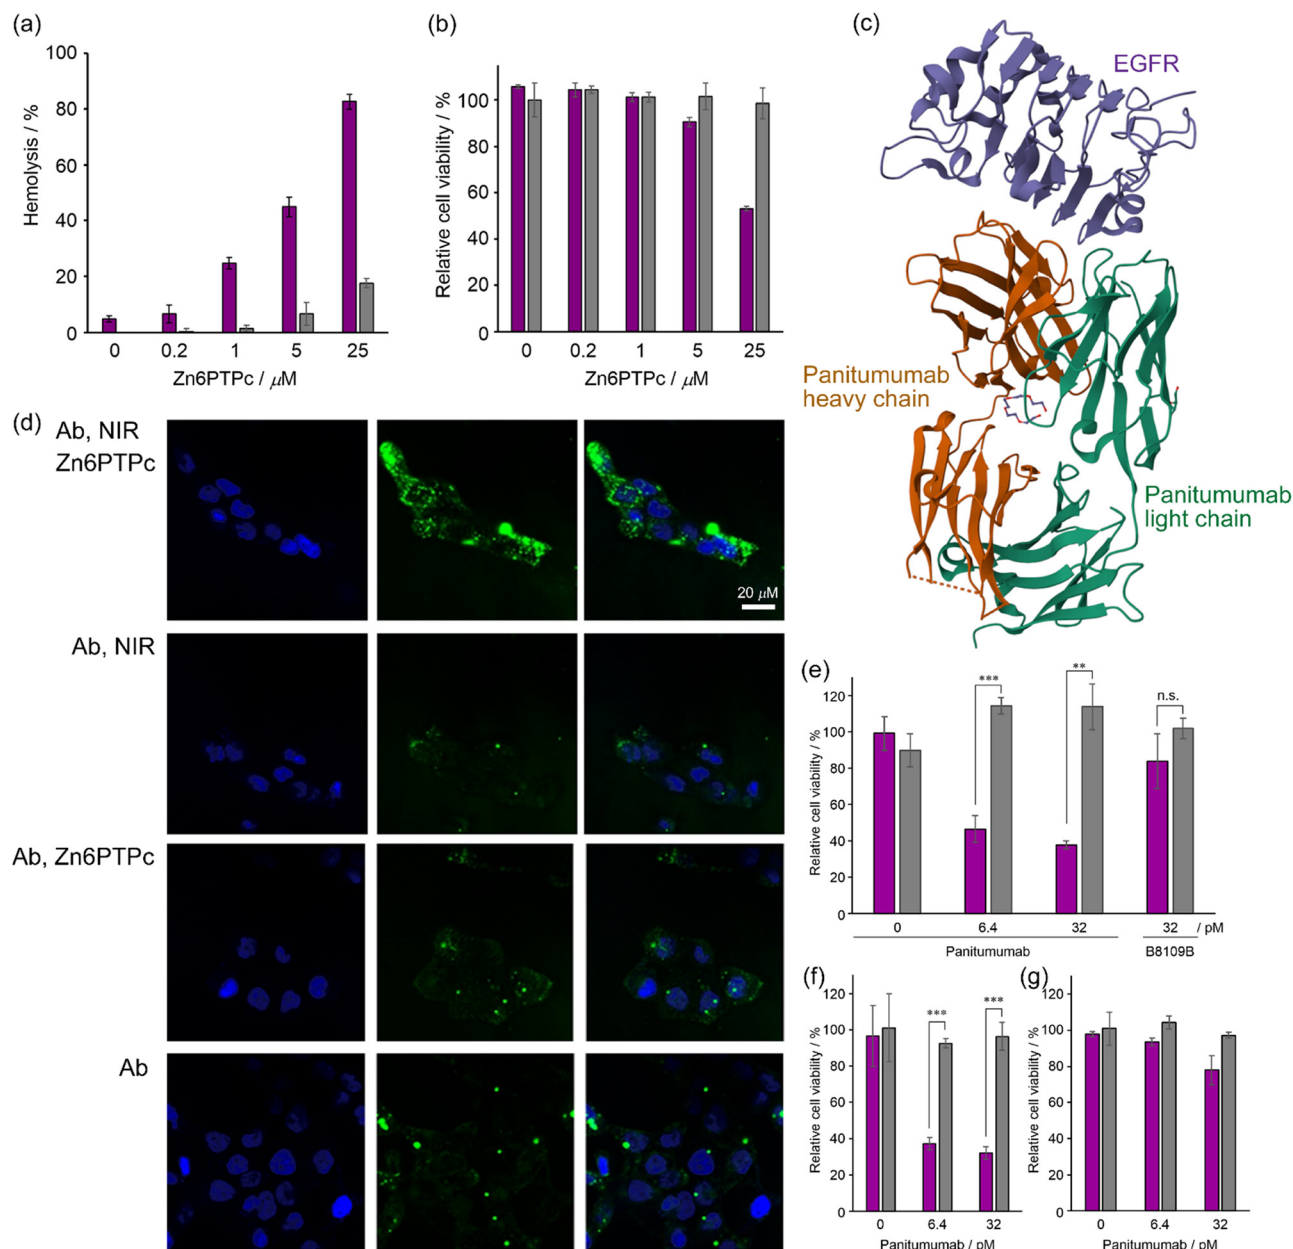 (a)
100
80
60
40
20
0
Hemolysis / %
0 0.2 1 5 25
Zn6PTPc / μM
(b)
100
80
60
40
20
0
Relative cell viability / %
0 0.2 1 5 25
Zn6PTPc / μM
(c)
EGFR
Panitumumab
heavy chain
Panitumumab
light chain
(d)
Ab, NIR
Zn6PTPc
20 μM
Ab, NIR
Ab, Zn6PTPc
Ab
(e)
120
100
80
60
40
20
0
Relative cell viability / %
***
**
n.s.
0 6.4 32 32 / pM
Panitumumab B8109B
(f)
120
100
80
60
40
20
0
Relative cell viability / %
***
***
0 6.4 32
Panitumumab / pM
(g)
120
100
80
60
40
20
0
Relative cell viability / %
0 6.4 32
Panitumumab / pM